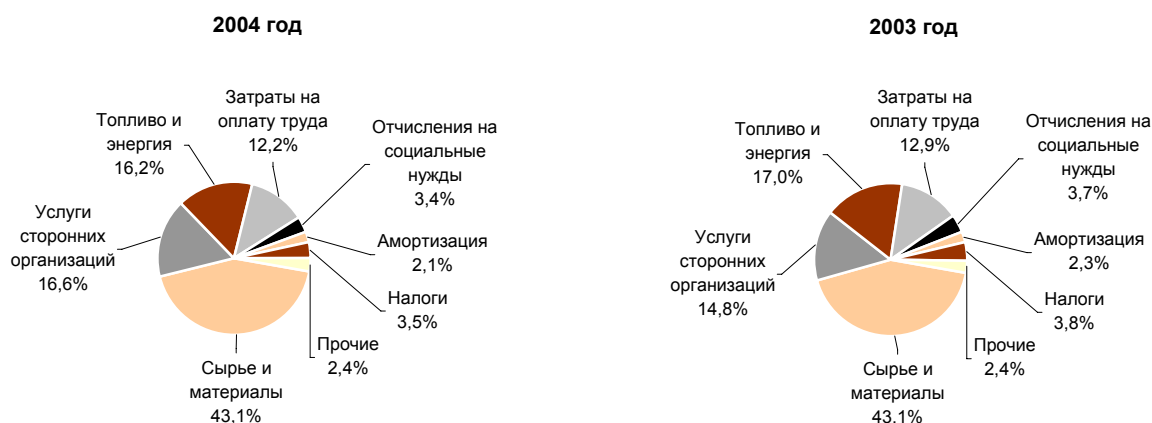 2004 год
Затраты на
оплату труда
12,2%
Топливо и
энергия
16,2%
Отчисления на
социальные
нужды
3,4%
Услуги
сторонних
организаций
16,6%
Амортизация
2,1%
Налоги
3,5%
Прочие
2,4%
Сырье и
материалы
43,1%
2003 год
Затраты на
оплату труда
12,9%
Топливо и
энергия
17,0%
Отчисления на
социальные
нужды
3,7%
Услуги
сторонних
организаций
14,8%
Амортизация
2,3%
Налоги
3,8%
Прочие
2,4%
Сырье и
материалы
43,1%